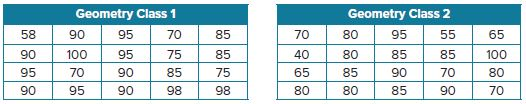 Geometry Class 1
58 90 95 70 85
90 100 95 75 85
95 70 90 85 75
90 95 90 98 98
Geometry Class 2
70 80 95 55 65
40 80 85 85 100
65 85 90 70 80
80 80 85 90 70